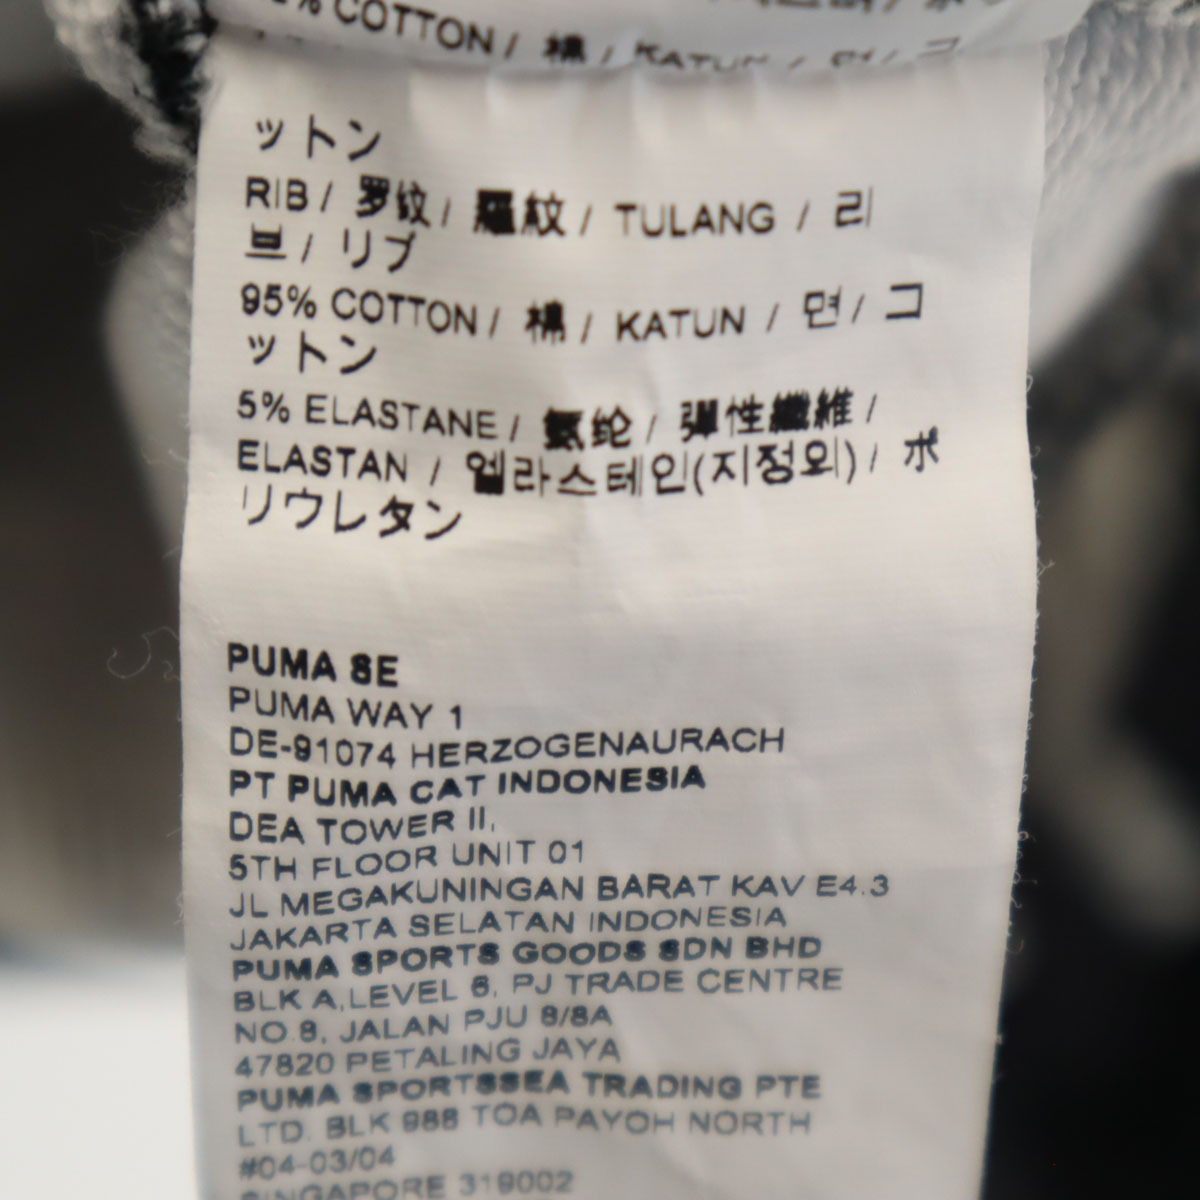 % COTTON / 棉 / KATUN / 면 / コ
ットン
RIB / 罗纹 / 羅紋 / TULANG / 리
브 / リブ
95% COTTON / 棉 / KATUN / 면 / コ
ットン
5% ELASTANE / 氨纶 / 彈性纖維 /
ELASTAN / 엘라스테인(지정외) / ポ
リウレタン
PUMA SE
PUMA WAY 1
DE-91074 HERZOGENAURACH
PT PUMA CAT INDONESIA
DEA TOWER II,
5TH FLOOR UNIT 01
JL MEGAKUNINGAN BARAT KAV E4.3
JAKARTA SELATAN INDONESIA
PUMA SPORTS GOODS SDN BHD
BLK A,LEVEL 6, PJ TRADE CENTRE
NO.8, JALAN PJU 8/8A
47820 PETALING JAYA
PUMA SPORTSSEA TRADING PTE
LTD. BLK 988 TOA PAYOH NORTH
#04-03/04
SINGAPORE 319002